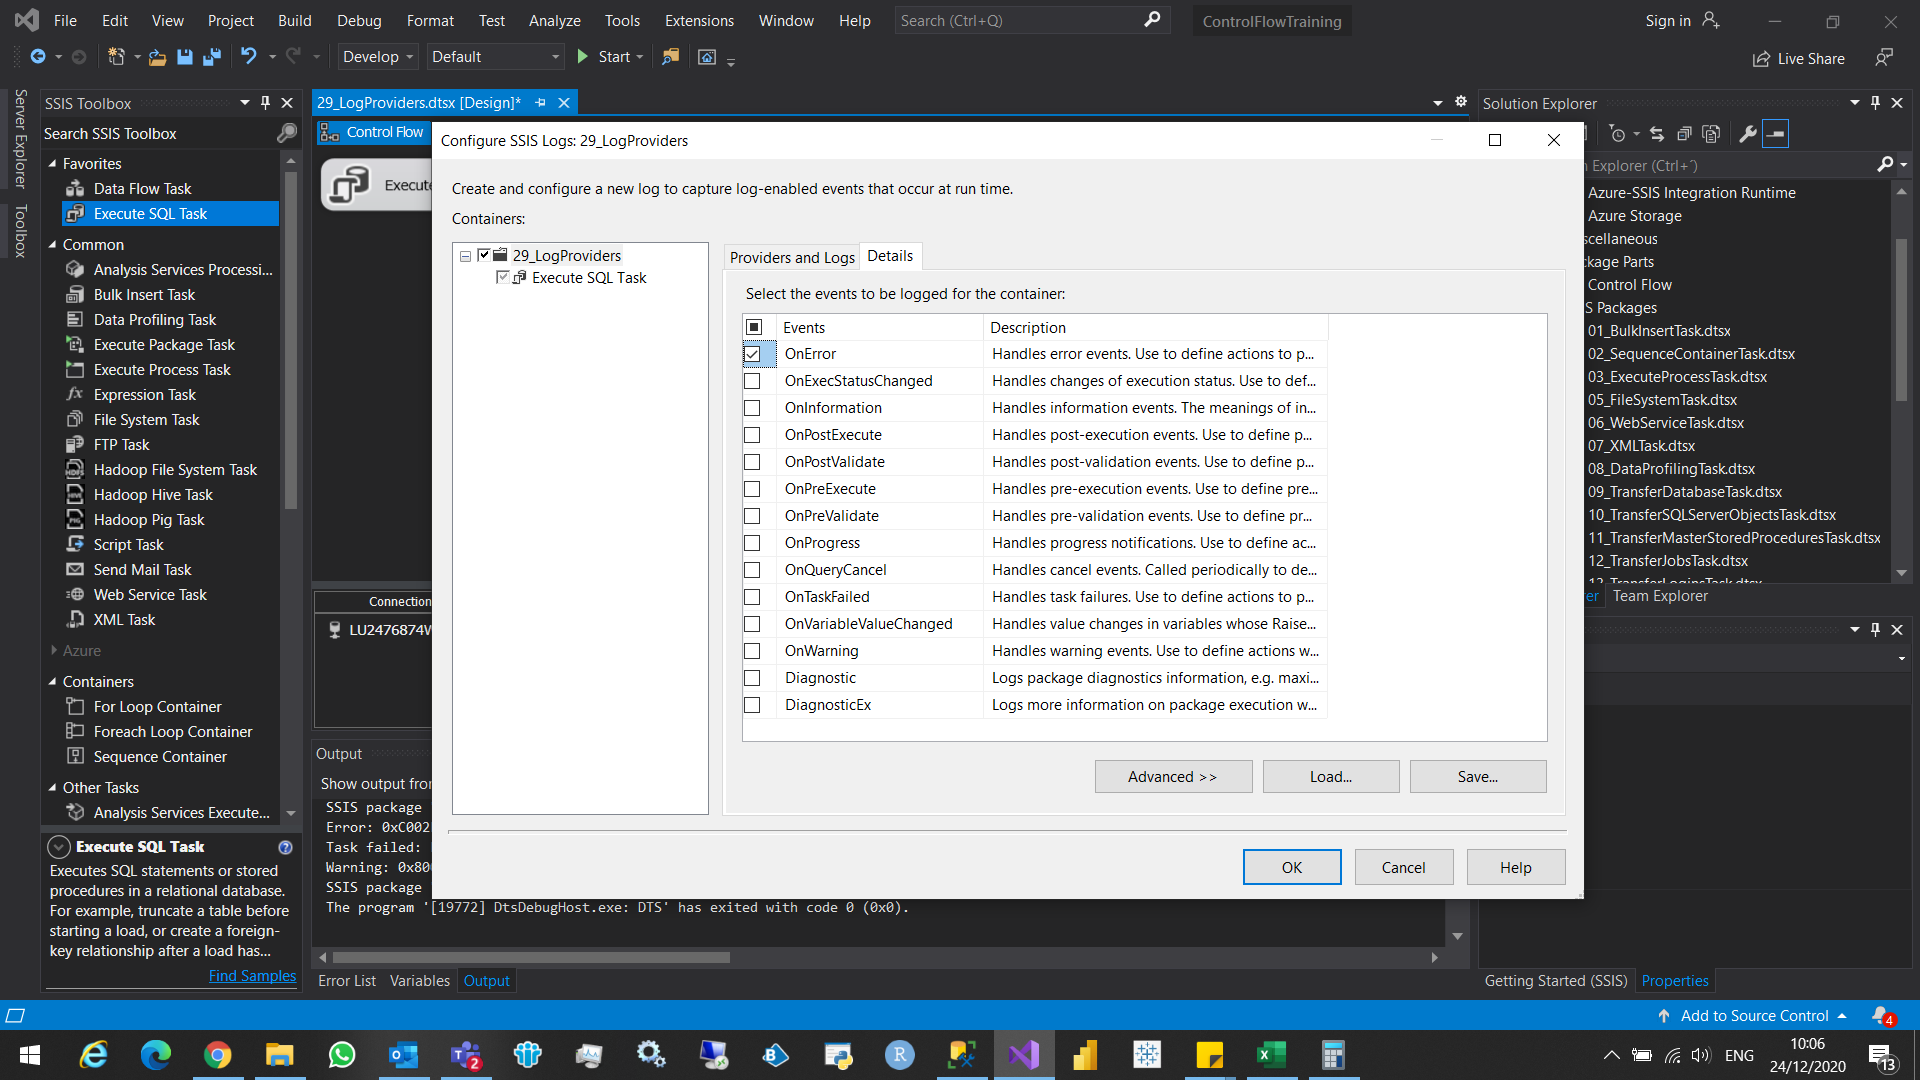 File Edit View Project Build Debug Format Test Analyze Tools Extensions Window Help Search (Ctrl+Q) ControlFlowTraining Sign in
Develop Default Start Live Share
Server Explorer
Toolbox
SSIS Toolbox
Search SSIS Toolbox
Favorites
Data Flow Task
Execute SQL Task
Common
Analysis Services Processi...
Bulk Insert Task
Data Profiling Task
Execute Package Task
Execute Process Task
Expression Task
File System Task
FTP Task
Hadoop File System Task
Hadoop Hive Task
Hadoop Pig Task
Script Task
Send Mail Task
Web Service Task
XML Task
Azure
Containers
For Loop Container
Foreach Loop Container
Sequence Container
Other Tasks
Analysis Services Execute...
Execute SQL Task
Executes SQL statements or stored
procedures in a relational database.
For example, truncate a table before
starting a load, or create a foreign-
key relationship after a load has...
Find Samples
29_LogProviders.dtsx [Design]*
Control Flow
Execute
Connection
LU2476874W
Configure SSIS Logs: 29_LogProviders
Create and configure a new log to capture log-enabled events that occur at run time.
Containers:
29_LogProviders
Execute SQL Task
Providers and Logs Details
Select the events to be logged for the container:
Events Description
OnError Handles error events. Use to define actions to p...
OnExecStatusChanged Handles changes of execution status. Use to def...
OnInformation Handles information events. The meanings of in...
OnPostExecute Handles post-execution events. Use to define p...
OnPostValidate Handles post-validation events. Use to define p...
OnPreExecute Handles pre-execution events. Use to define pre...
OnPreValidate Handles pre-validation events. Use to define pr...
OnProgress Handles progress notifications. Use to define ac...
OnQueryCancel Handles cancel events. Called periodically to de...
OnTaskFailed Handles task failures. Use to define actions to p...
OnVariableValueChanged Handles value changes in variables whose Raise...
OnWarning Handles warning events. Use to define actions w...
Diagnostic Logs package diagnostics information, e.g. maxi...
DiagnosticEx Logs more information on package execution w...
Advanced >> Load... Save...
OK Cancel Help
Output
Show output from
SSIS package
Error: 0xC002
Task failed:
Warning: 0x80
SSIS package
The program '[19772] DtsDebugHost.exe: DTS' has exited with code 0 (0x0).
Error List Variables Output
Solution Explorer
Explorer (Ctrl+´)
Azure-SSIS Integration Runtime
Azure Storage
scellaneous
ckage Parts
Control Flow
S Packages
01_BulkInsertTask.dtsx
02_SequenceContainerTask.dtsx
03_ExecuteProcessTask.dtsx
05_FileSystemTask.dtsx
06_WebServiceTask.dtsx
07_XMLTask.dtsx
08_DataProfilingTask.dtsx
09_TransferDatabaseTask.dtsx
10_TransferSQLServerObjectsTask.dtsx
11_TransferMasterStoredProceduresTask.dtsx
12_TransferJobsTask.dtsx
13_TransferLoginsTask.dtsx
er Team Explorer
Getting Started (SSIS) Properties
Add to Source Control 4
2 ENG 10:06
24/12/2020 13